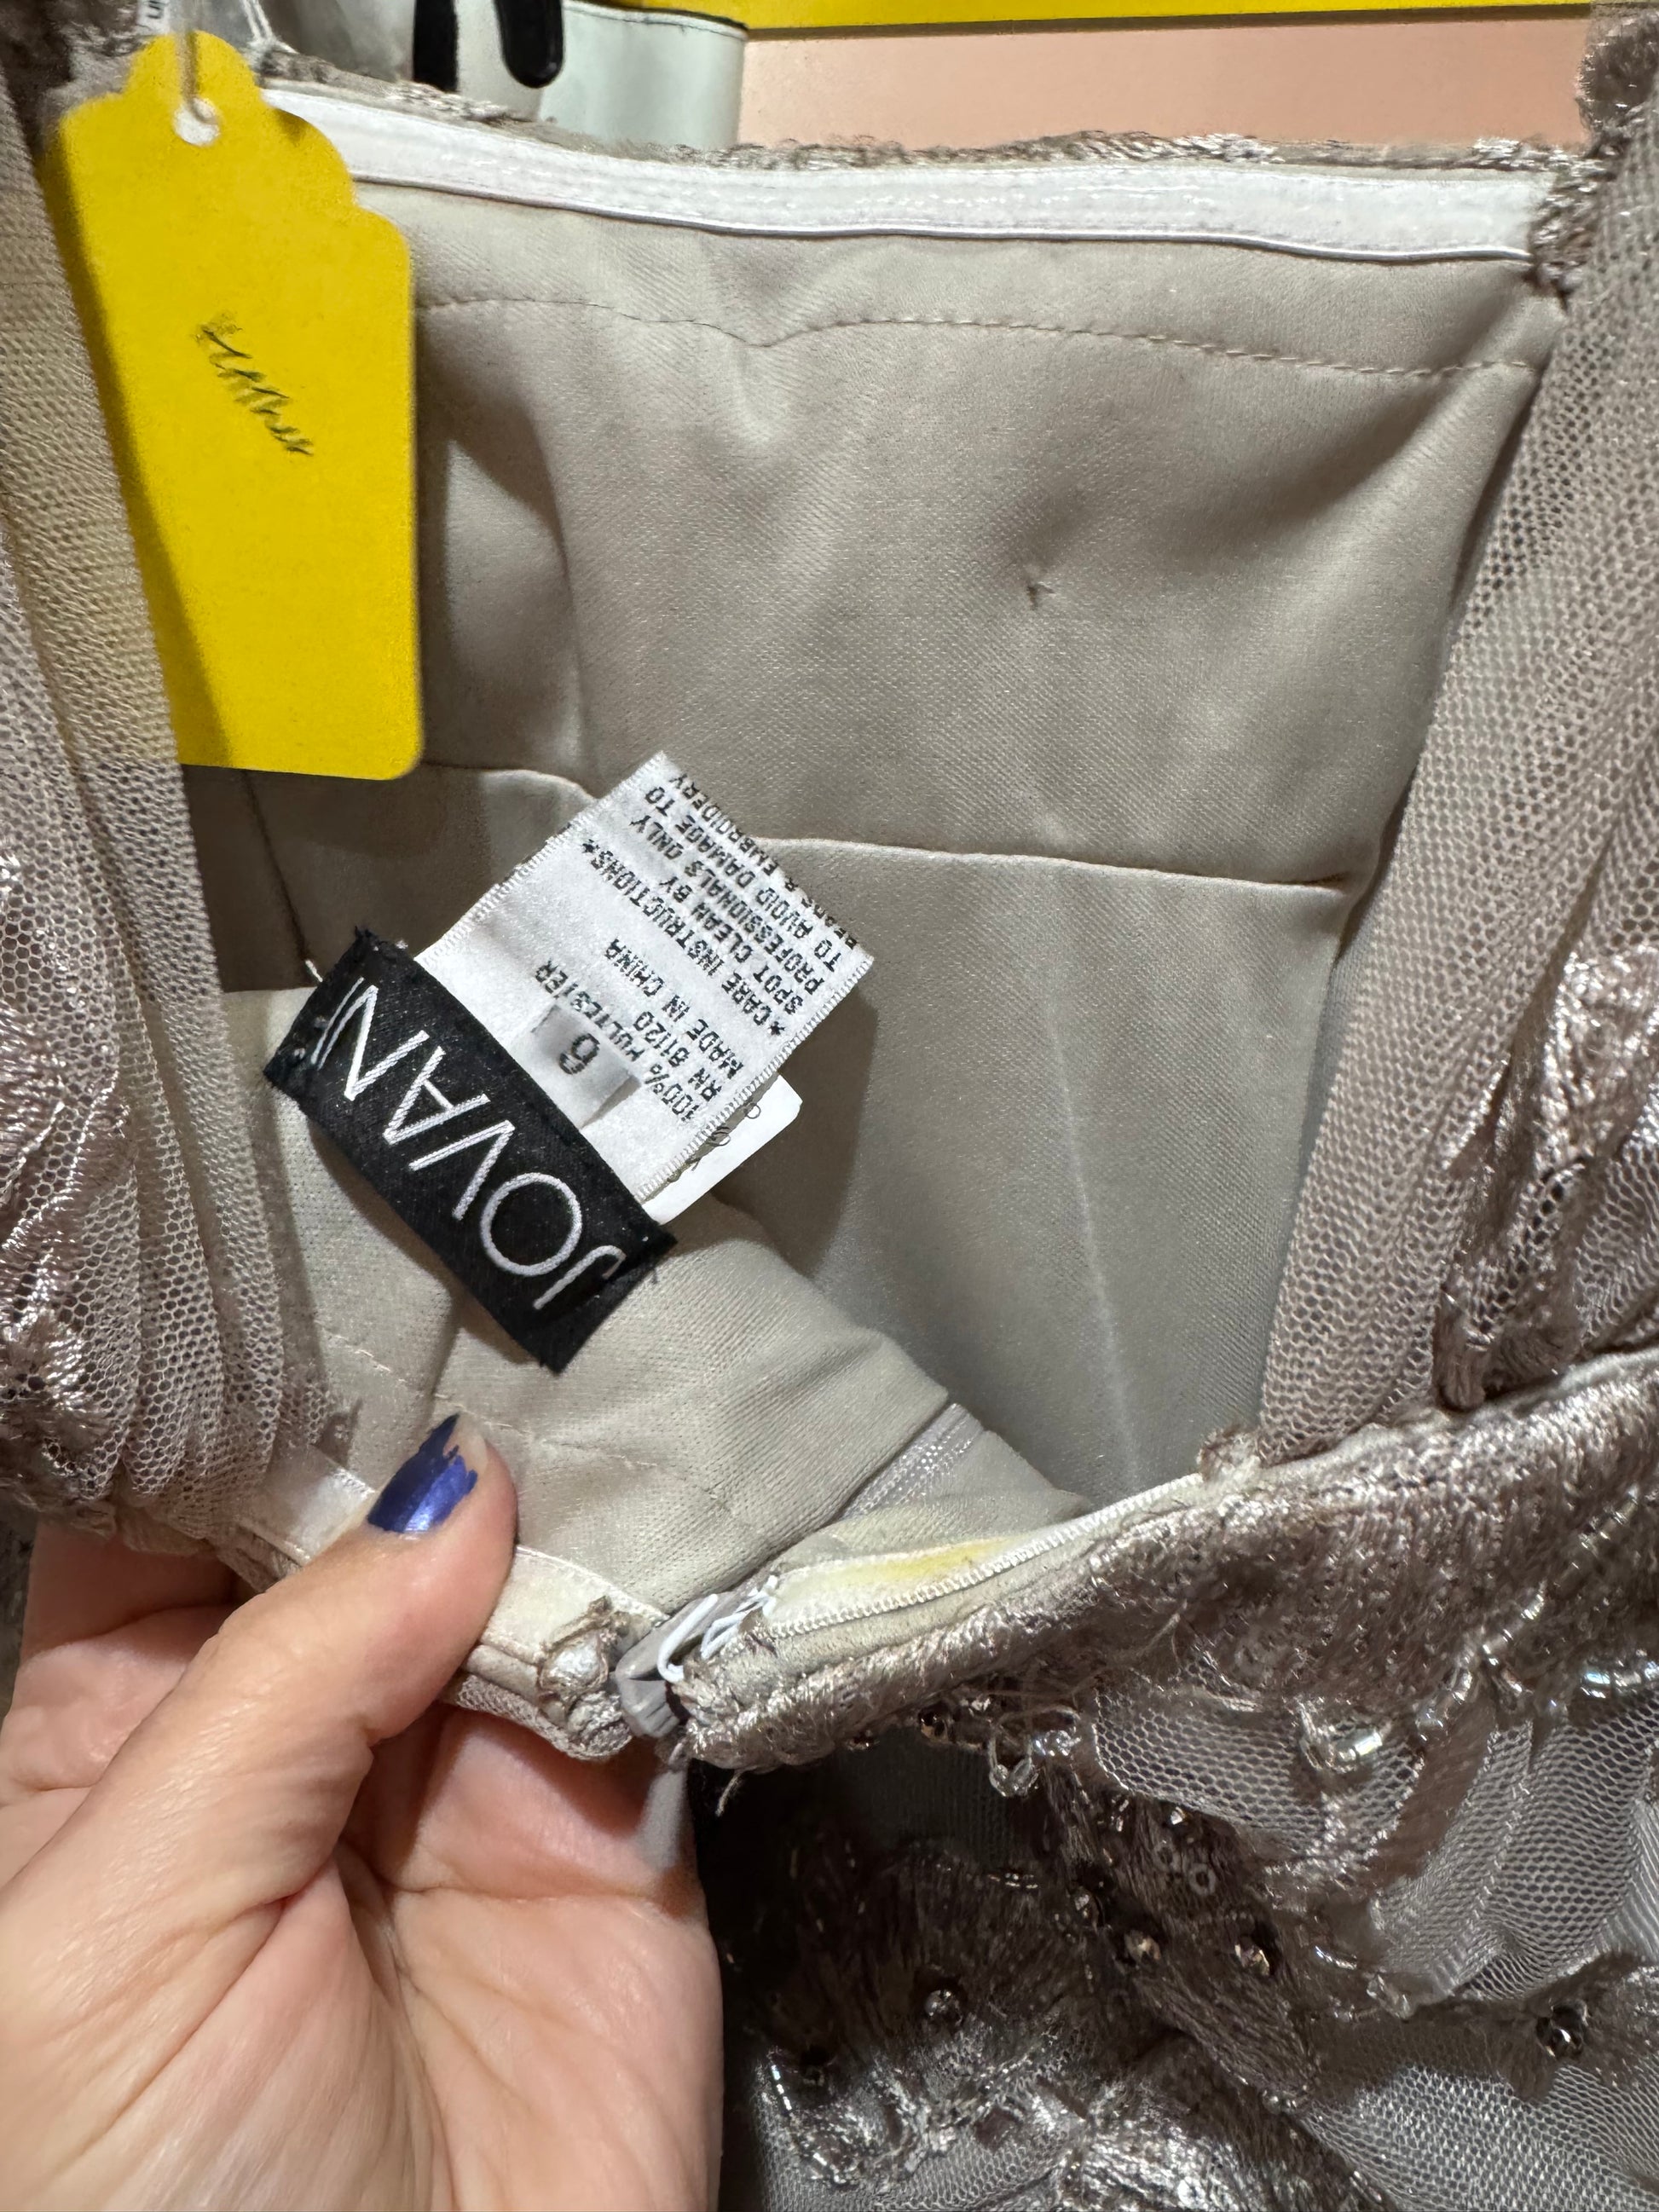 JOVANI
6
100% POLYESTER
RN 81120
MADE IN CHINA
*CARE INSTRUCTIONS*
SPOT CLEAN BY
PROFESSIONALS ONLY
TO AVOID DAMAGE TO
BEADS & EMBROIDERY